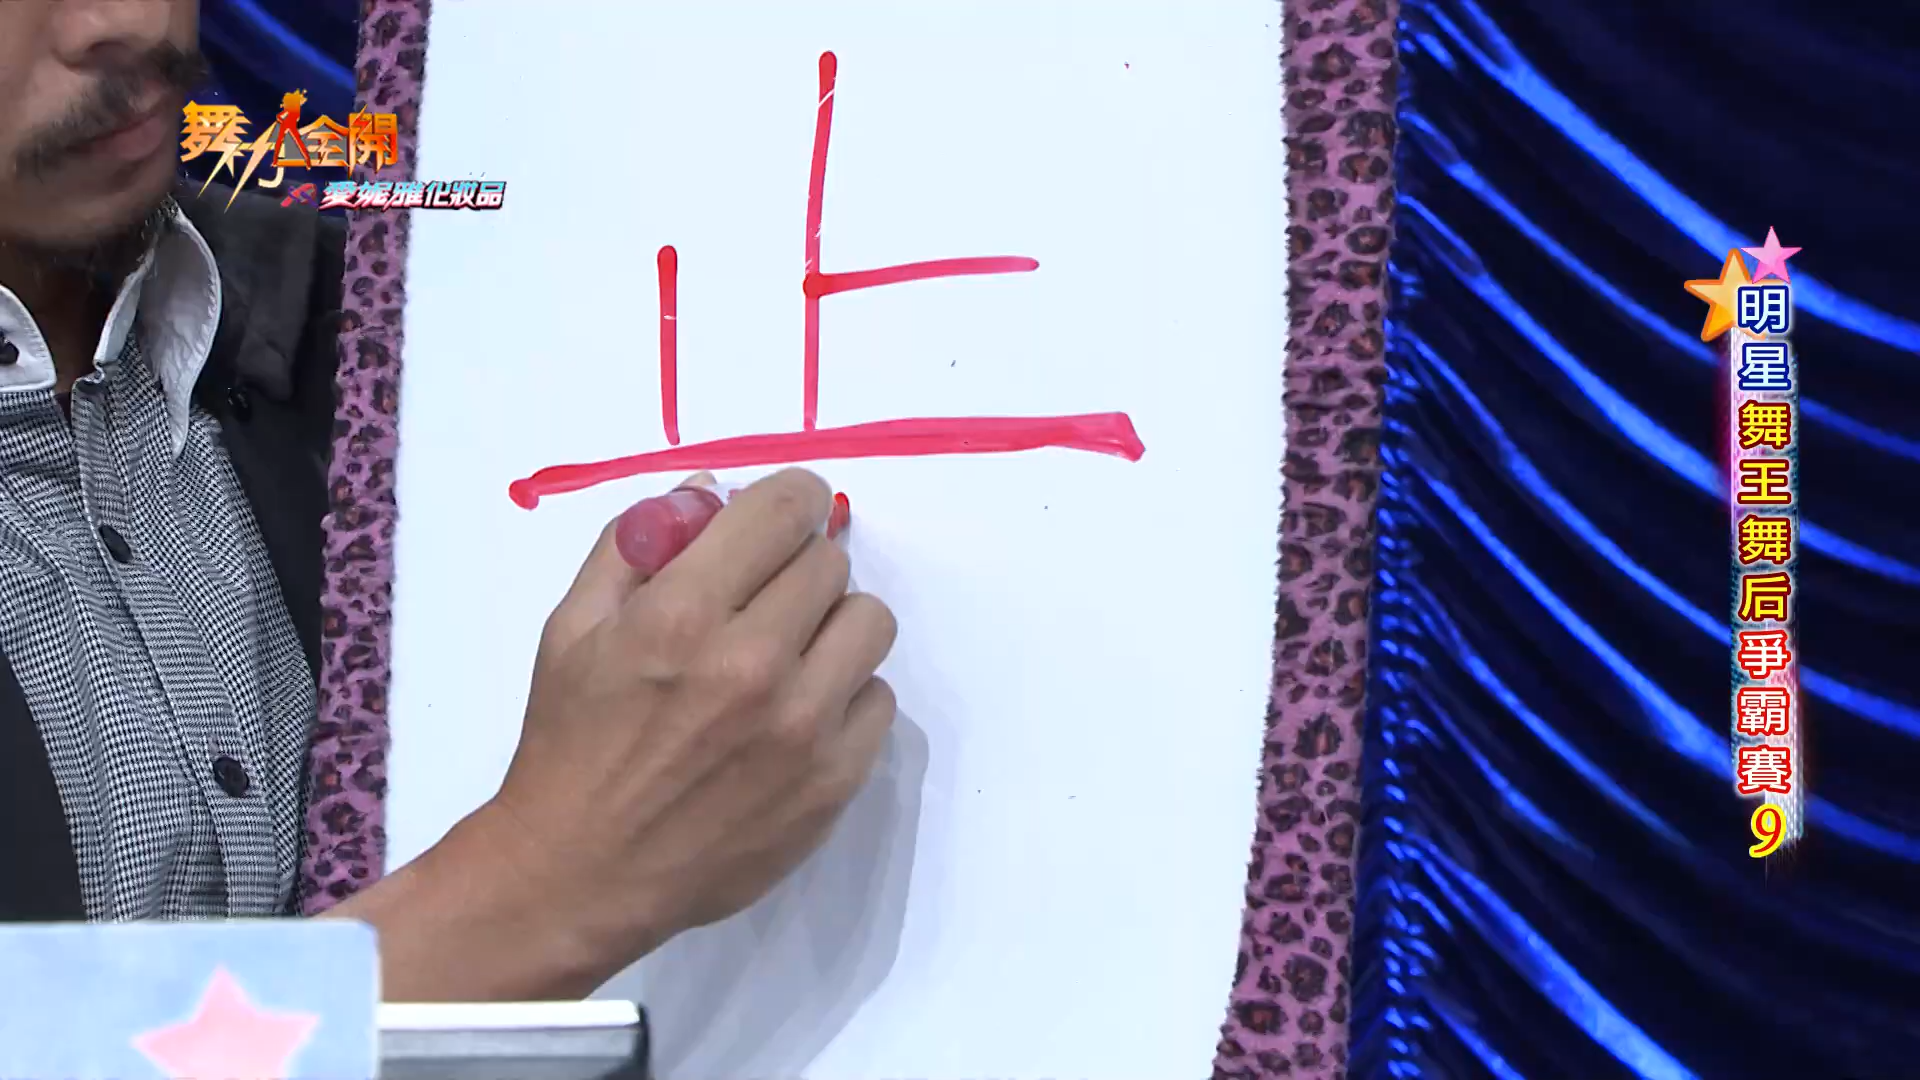 舞力全開
愛妮雅化妝品
止
明星舞王舞后爭霸賽9